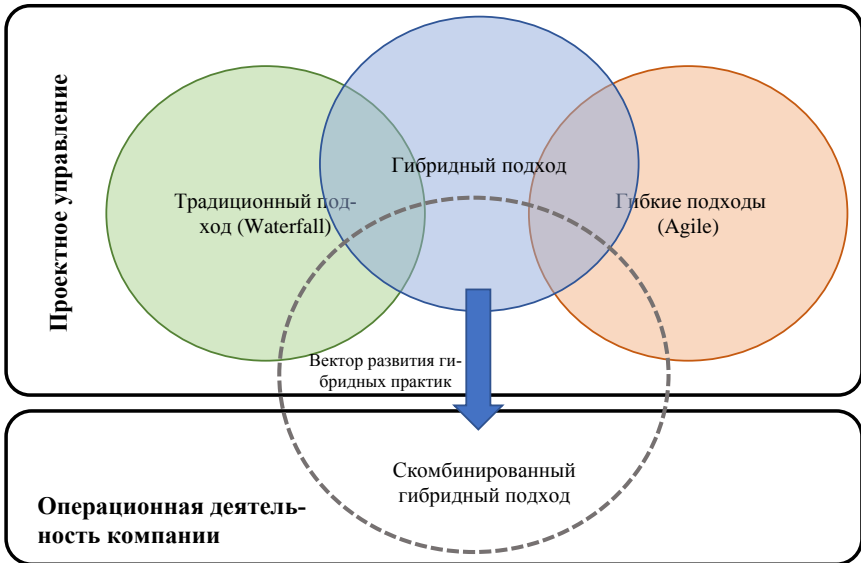 Проектное управление
Гибридный подход
Традиционный под-
ход (Waterfall)
Гибкие подходы
(Agile)
Вектор развития ги-
бридных практик
Скомбинированный
гибридный подход
Операционная деятель-
ность компании